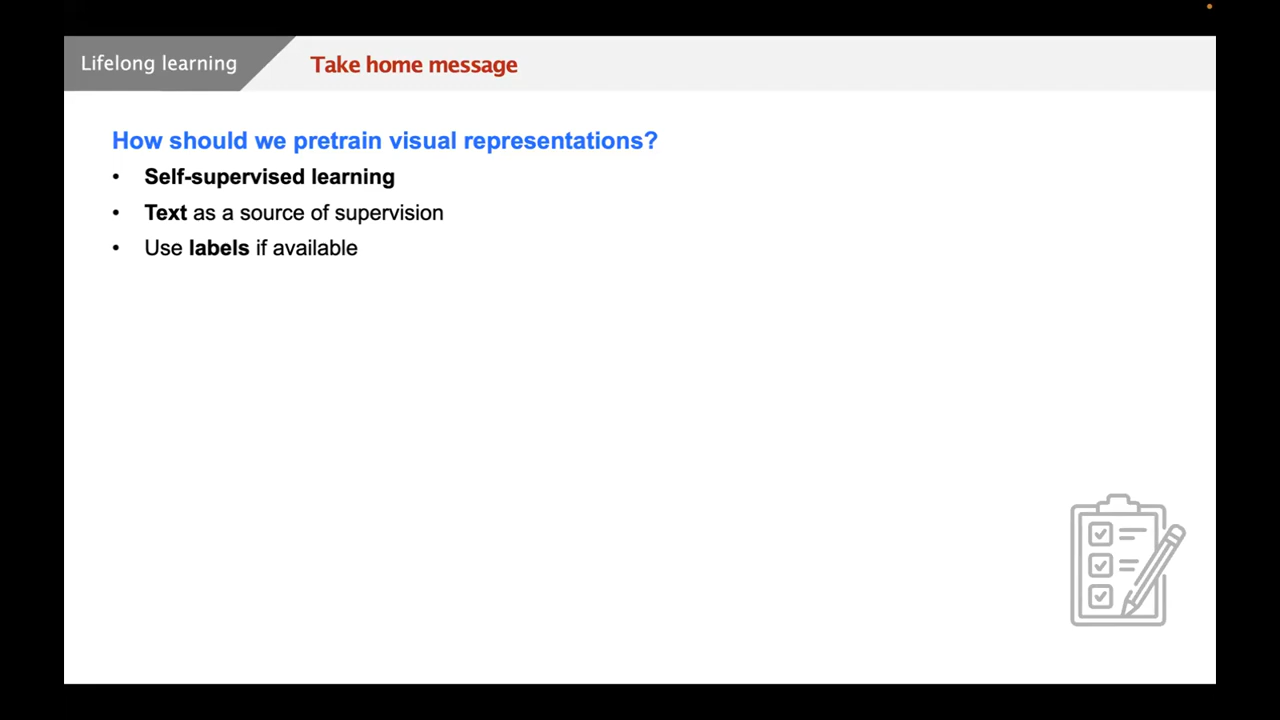 Lifelong learning
Take home message
How should we pretrain visual representations?
• Self-supervised learning
• Text as a source of supervision
• Use labels if available